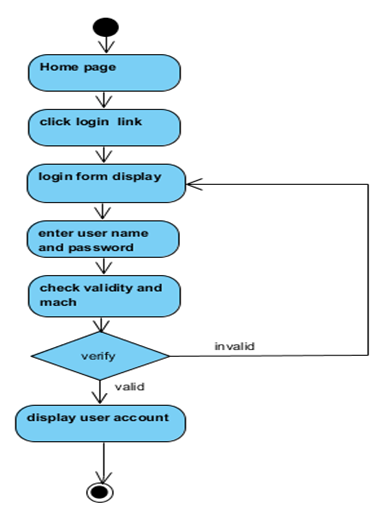 Home page
click login link
login form display
enter user name
and password
check validity and
mach
verify
invalid
valid
display user account